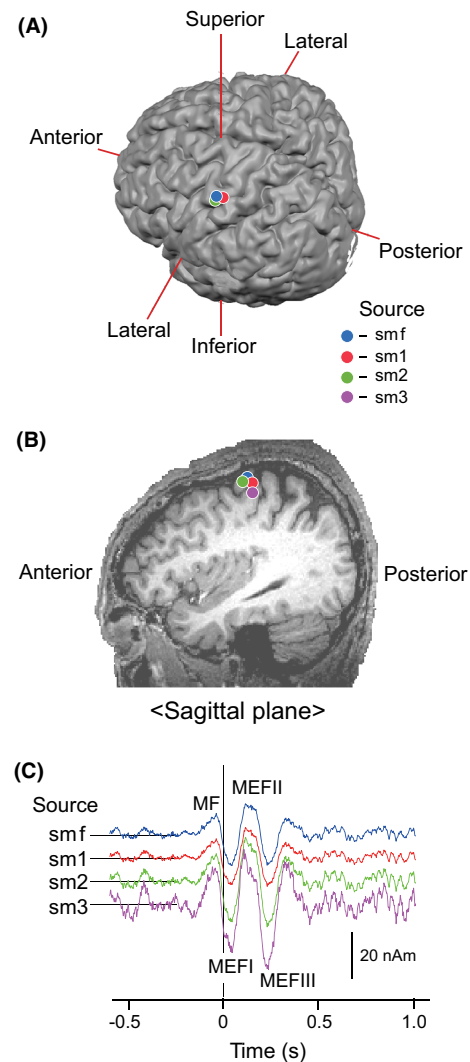 (A)
Superior
Lateral
Anterior
Posterior
Lateral
Inferior
Source
– smf
– sm1
– sm2
– sm3
(B)
Anterior
Posterior
<Sagittal plane>
(C)
Source
MF
MEFII
smf
sm1
sm2
sm3
MEFI
MEFIII
20 nAm
-0.5
0
0.5
1.0
Time (s)